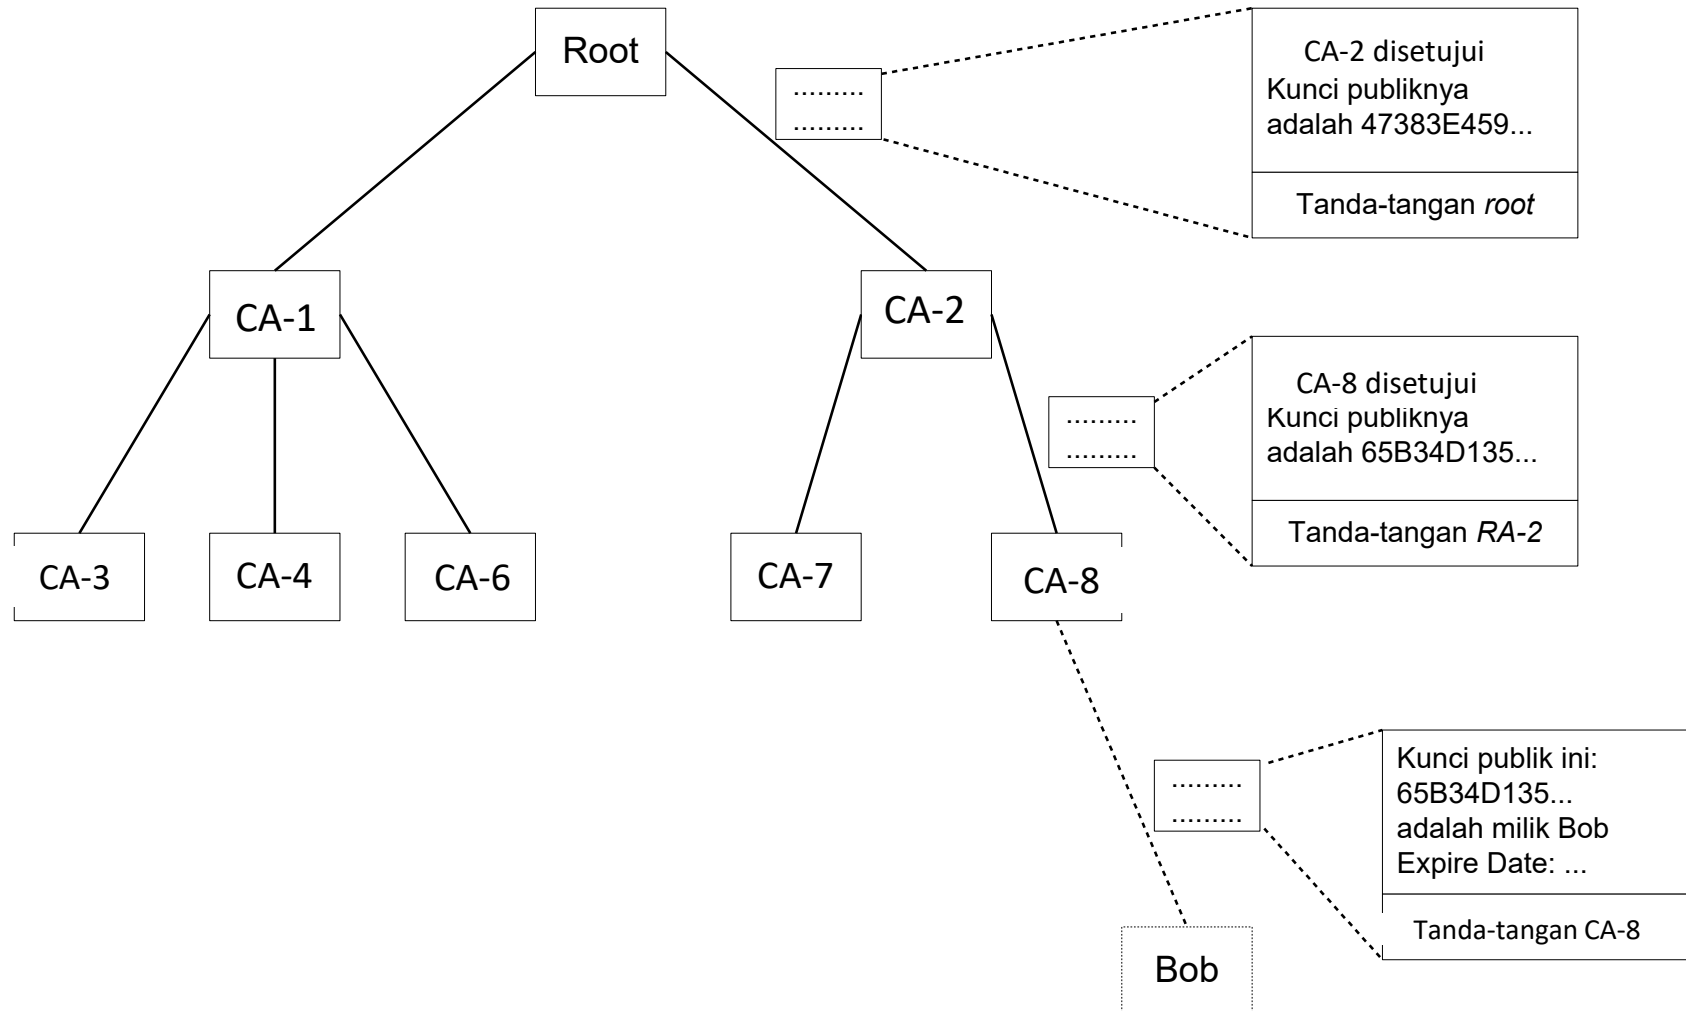 Root
.........
.........
CA-2 disetujui
Kunci publiknya
adalah 47383E459...
Tanda-tangan root
CA-1
CA-2
.........
.........
CA-8 disetujui
Kunci publiknya
adalah 65B34D135...
Tanda-tangan RA-2
CA-3
CA-4
CA-6
CA-7
CA-8
.........
.........
Kunci publik ini:
65B34D135...
adalah milik Bob
Expire Date: ...
Tanda-tangan CA-8
Bob